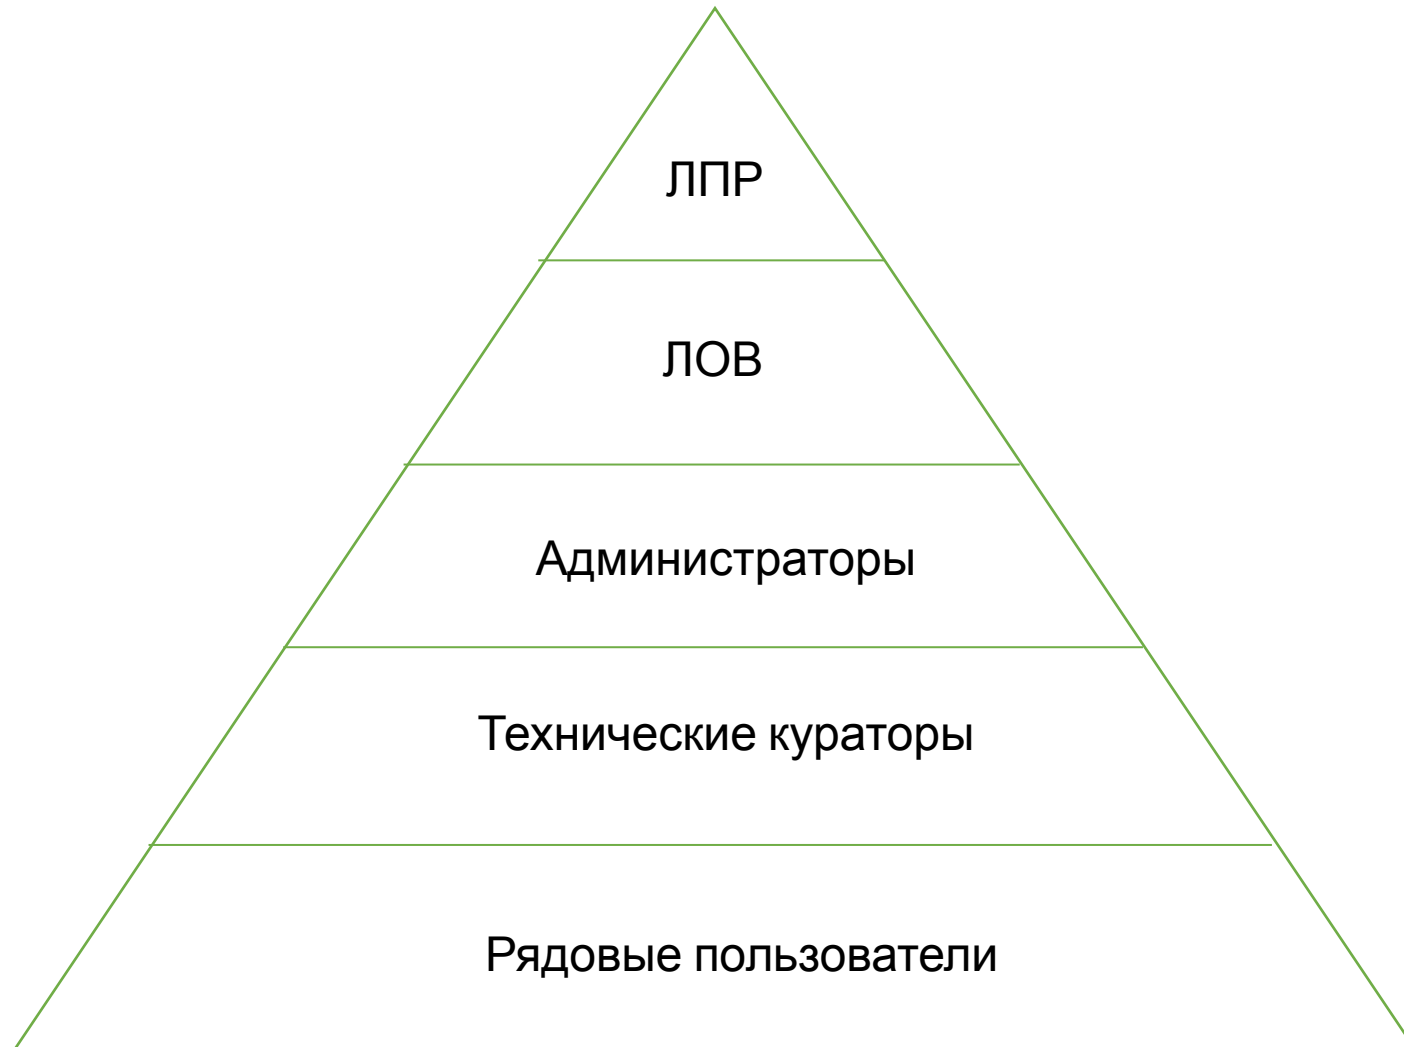 ЛПР
ЛОВ
Администраторы
Технические кураторы
Рядовые пользователи